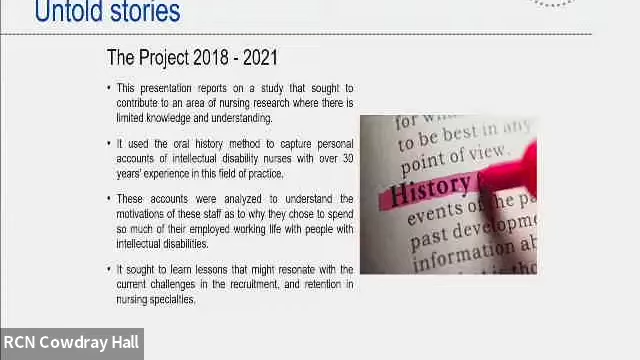 Untold stories
The Project 2018 - 2021
• This presentation reports on a study that sought to
contribute to an area of nursing research where there is
limited knowledge and understanding.
• It used the oral history method to capture personal
accounts of intellectual disability nurses with over 30
years' experience in this field of practice.
• These accounts were analyzed to understand the
motivations of these staff as to why they chose to spend
so much of their employed working life with people with
intellectual disabilities.
• It sought to learn lessons that might resonate with the
current challenges in the recruitment, and retention in
nursing specialties.
for
to be best in any
point of view.
History
events of the pa
past development
information ab
RCN Cowdray Hall